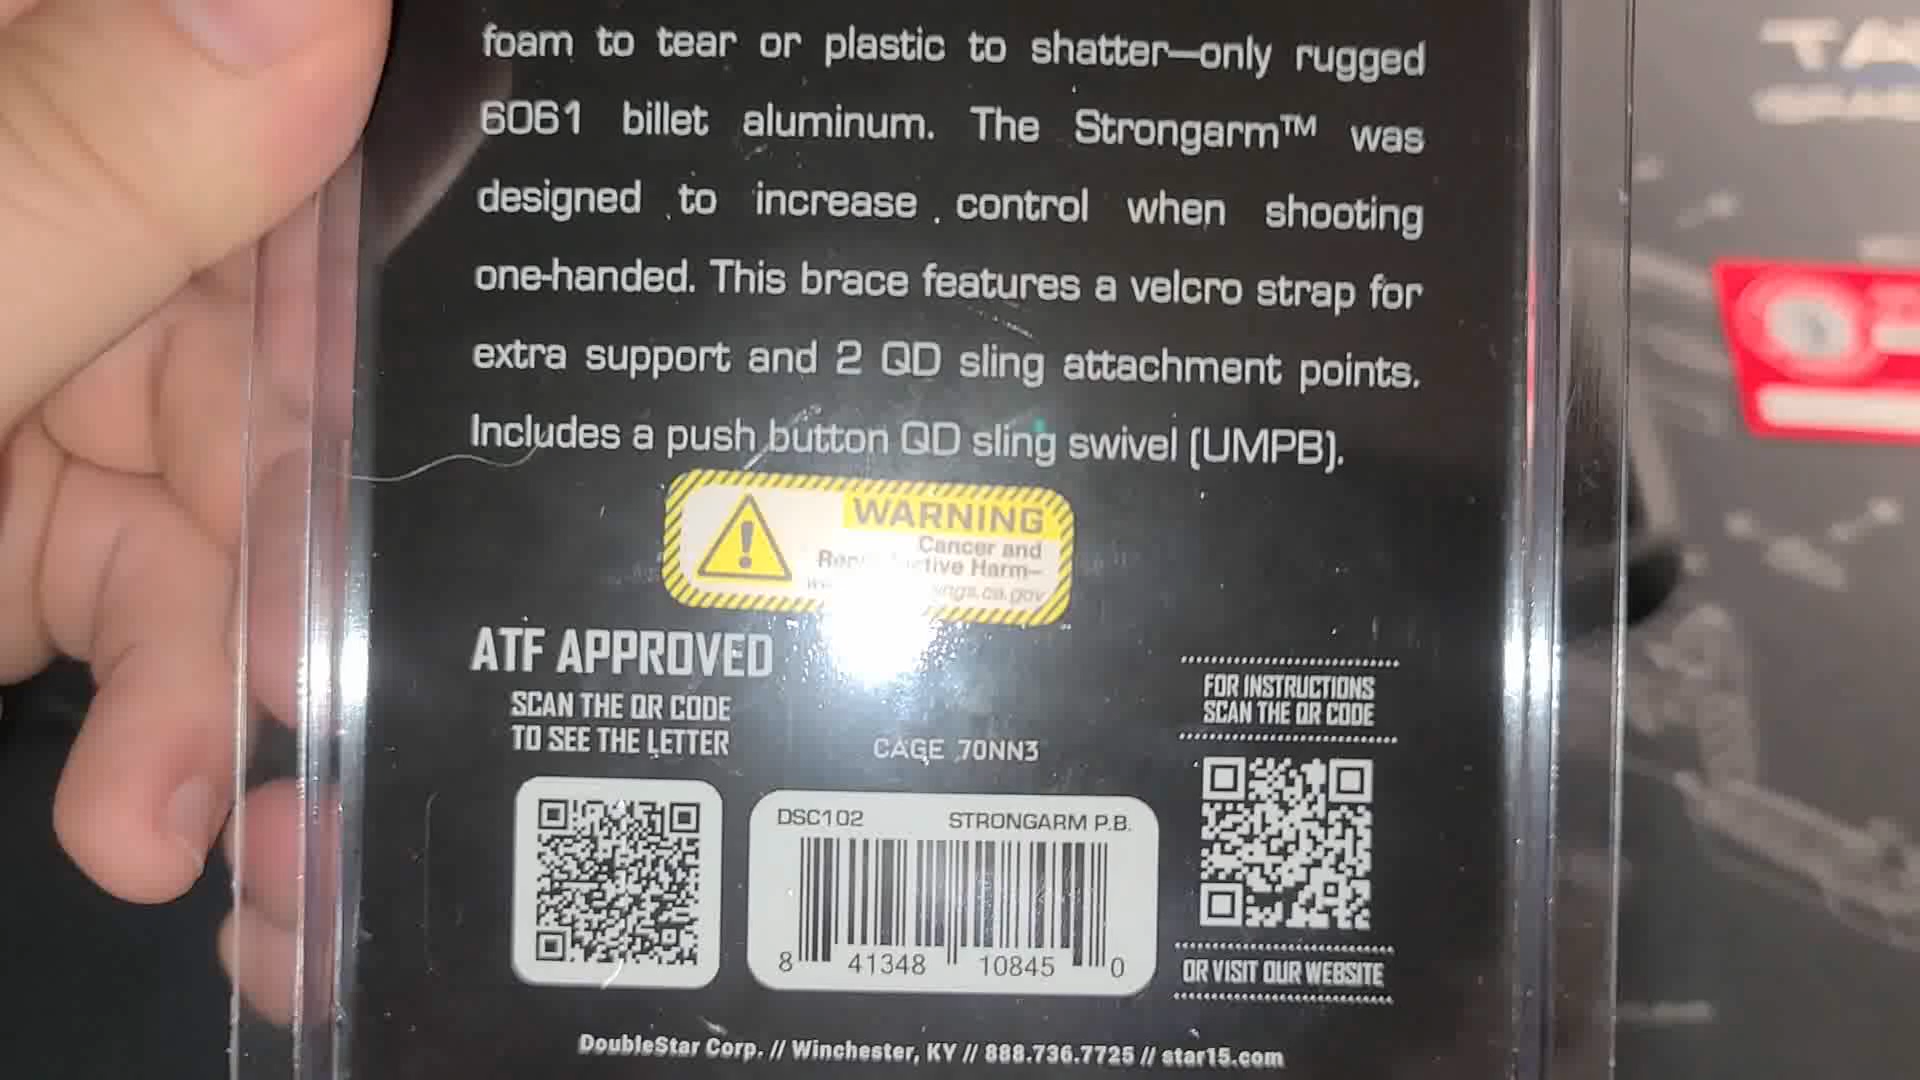 foam to tear or plastic to shatter—only rugged
6061 billet aluminum. The Strongarm™ was
designed to increase control when shooting
one-handed. This brace features a velcro strap for
extra support and 2 QD sling attachment points.
Includes a push button QD sling swivel (UMPB).
WARNING
Cancer and
Harm–
ATF APPROVED
SCAN THE QR CODE
TO SEE THE LETTER
CAGE 70NN3
FOR INSTRUCTIONS
SCAN THE QR CODE
DSC102 STRONGARM P.B.
8 41348 10845 0
OR VISIT OUR WEBSITE
DoubleStar Corp. // Winchester, KY // 888.736.7725 // star15.com